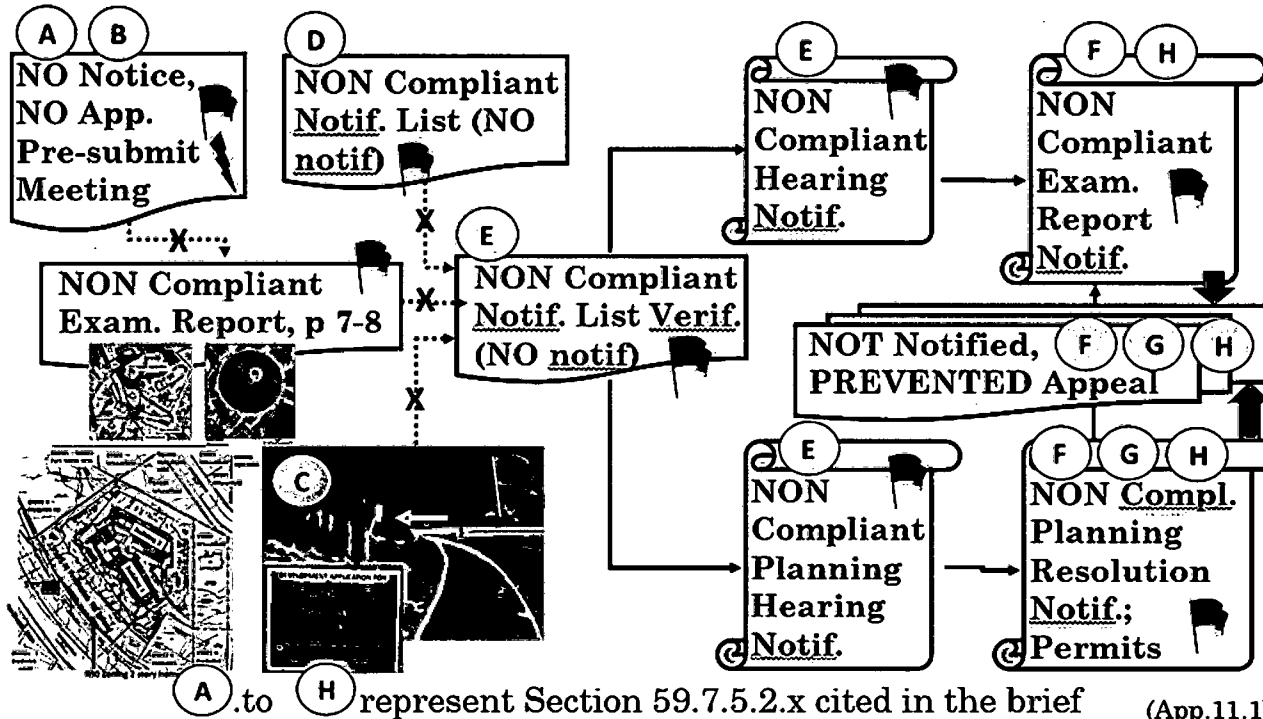 A B
NO Notice,
NO App.
Pre-submit
Meeting
D
NON Compliant
Notif. List (NO
notif)
X
X
NON Compliant
Exam. Report, p 7-8
X
X
E
NON Compliant
Notif. List Verif.
(NO notif)
E
NON
Compliant
Hearing
Notif.
F H
NON
Compliant
Exam.
Report
Notif.
NOT Notified, F G H
PREVENTED Appeal
E
NON
Compliant
Planning
Hearing
Notif.
F G H
NON Compl.
Planning
Resolution
Notif.;
Permits
C
DEVELOPMENT APPLICATION FOR
A .to H represent Section 59.7.5.2.x cited in the brief
(App.11.1